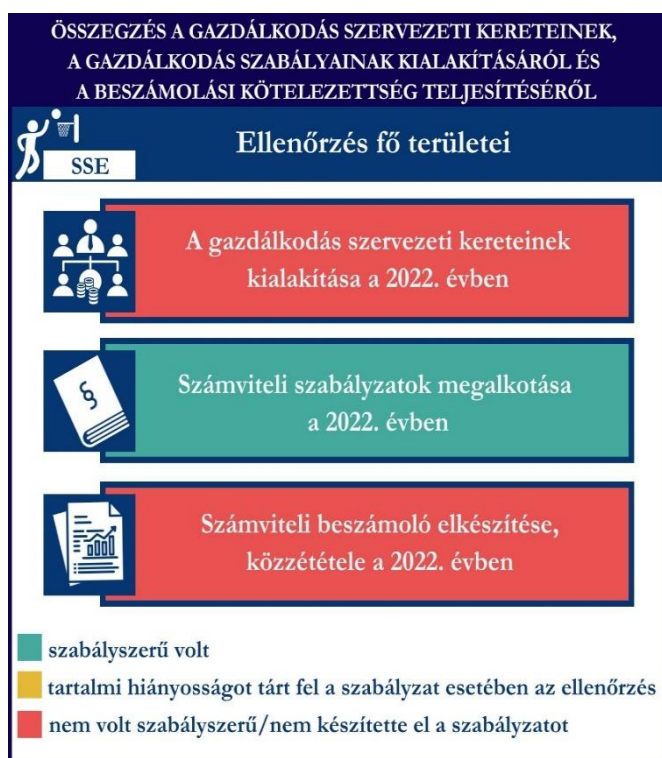 ÖSSZEGZÉS A GAZDÁLKODÁS SZERVEZETI KERETEINEK,
A GAZDÁLKODÁS SZABÁLYAINAK KIALAKÍTÁSÁRÓL ÉS
A BESZÁMOLÁSI KÖTELEZETTSÉG TELJESÍTÉSÉRŐL
SSE
Ellenőrzés fő területei
A gazdálkodás szervezeti kereteinek
kialakítása a 2022. évben
§
Számviteli szabályzatok megalkotása
a 2022. évben
Számviteli beszámoló elkészítése,
közzététele a 2022. évben
szabályszerű volt
tartalmi hiányosságot tárt fel a szabályzat esetében az ellenőrzés
nem volt szabályszerű/nem készítette el a szabályzatot